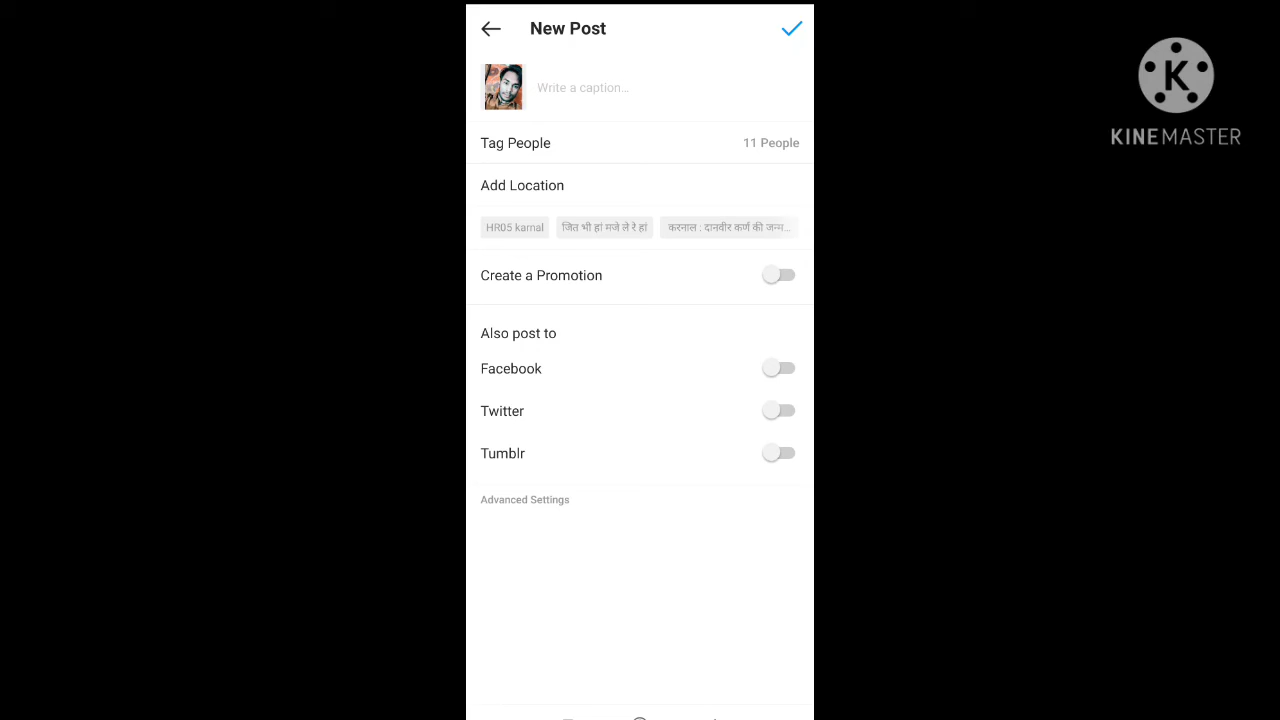 New Post
Write a caption...
Tag People 11 People
Add Location
HR05 karnal जित भी हां मजे ले रे हां करनाल : दानवीर कर्ण की जन्म...
Create a Promotion
Also post to
Facebook
Twitter
Tumblr
Advanced Settings
K
KINEMASTER